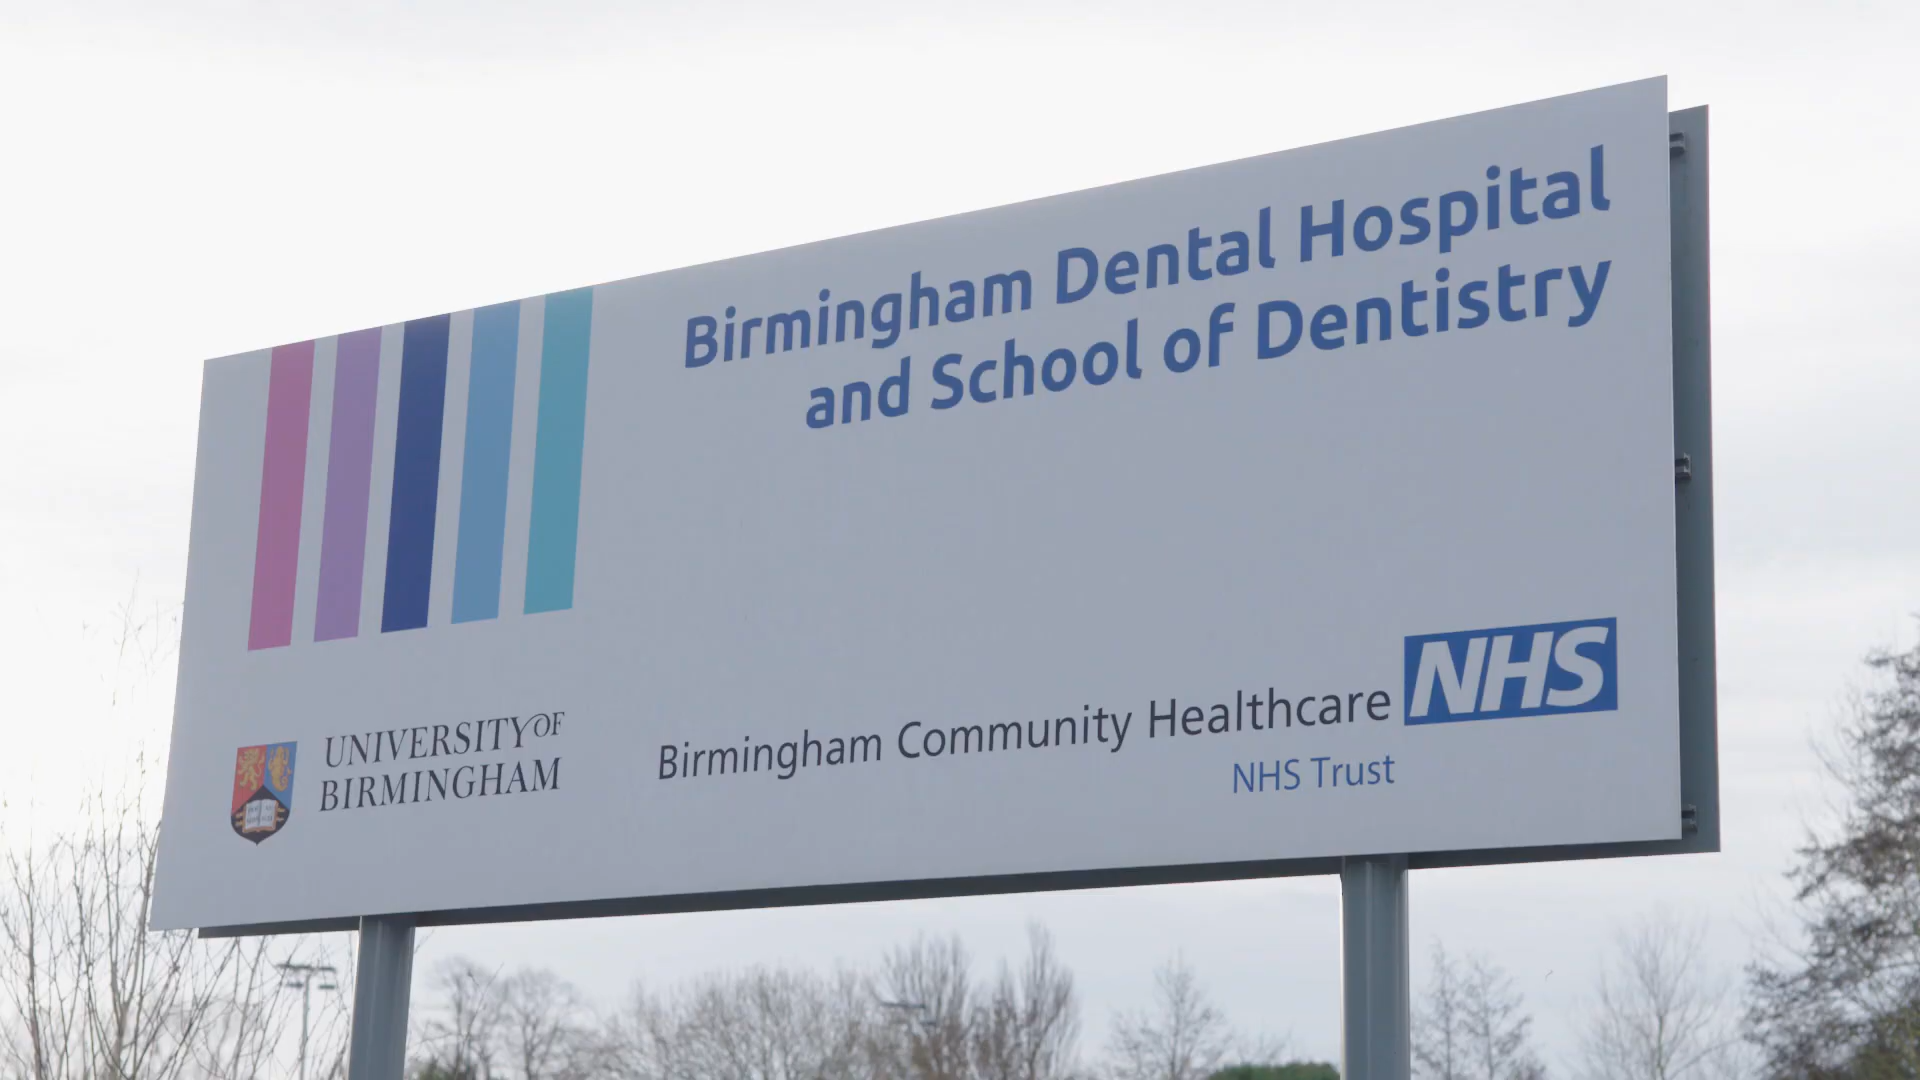 Birmingham Dental Hospital
and School of Dentistry
UNIVERSITY OF
BIRMINGHAM
Birmingham Community Healthcare NHS
NHS Trust